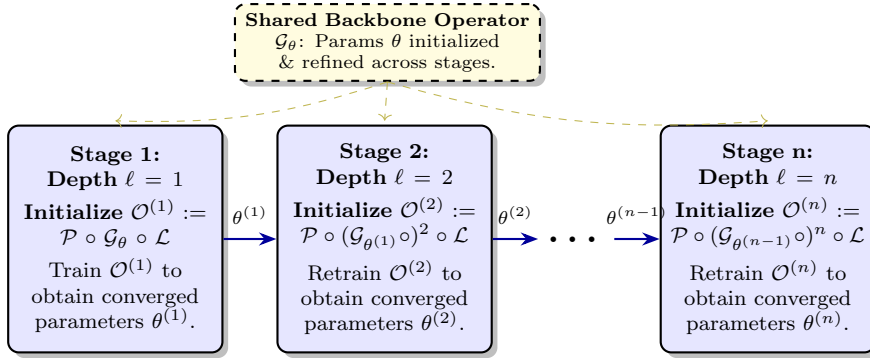 Shared Backbone Operator
𝒢_θ: Params θ initialized
& refined across stages.
Stage 1:
Depth ℓ = 1
Initialize 𝒪^(1) :=
𝒫 ∘ 𝒢_θ ∘ ℒ
Train 𝒪^(1) to
obtain converged
parameters θ^(1).
θ^(1)
Stage 2:
Depth ℓ = 2
Initialize 𝒪^(2) :=
𝒫 ∘ (𝒢_θ^(1) ∘)^2 ∘ ℒ
Retrain 𝒪^(2) to
obtain converged
parameters θ^(2).
θ^(2)
• • •
θ^(n−1)
Stage n:
Depth ℓ = n
Initialize 𝒪^(n) :=
𝒫 ∘ (𝒢_θ^(n−1) ∘)^n ∘ ℒ
Retrain 𝒪^(n) to
obtain converged
parameters θ^(n).